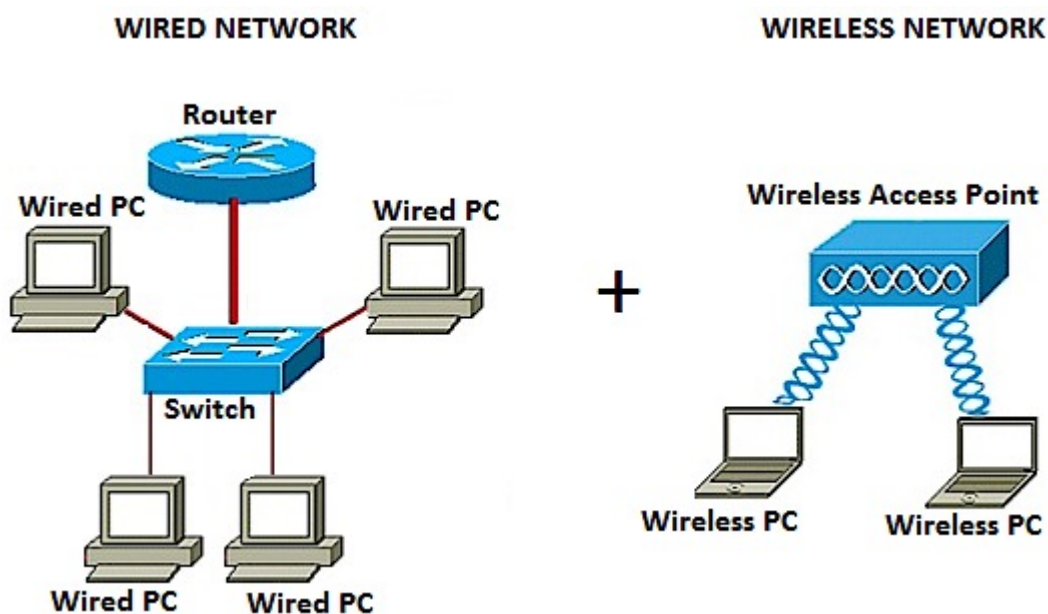 WIRED NETWORK
WIRELESS NETWORK
Router
Wired PC
Wired PC
Wireless Access Point
+
Switch
Wireless PC
Wireless PC
Wired PC
Wired PC